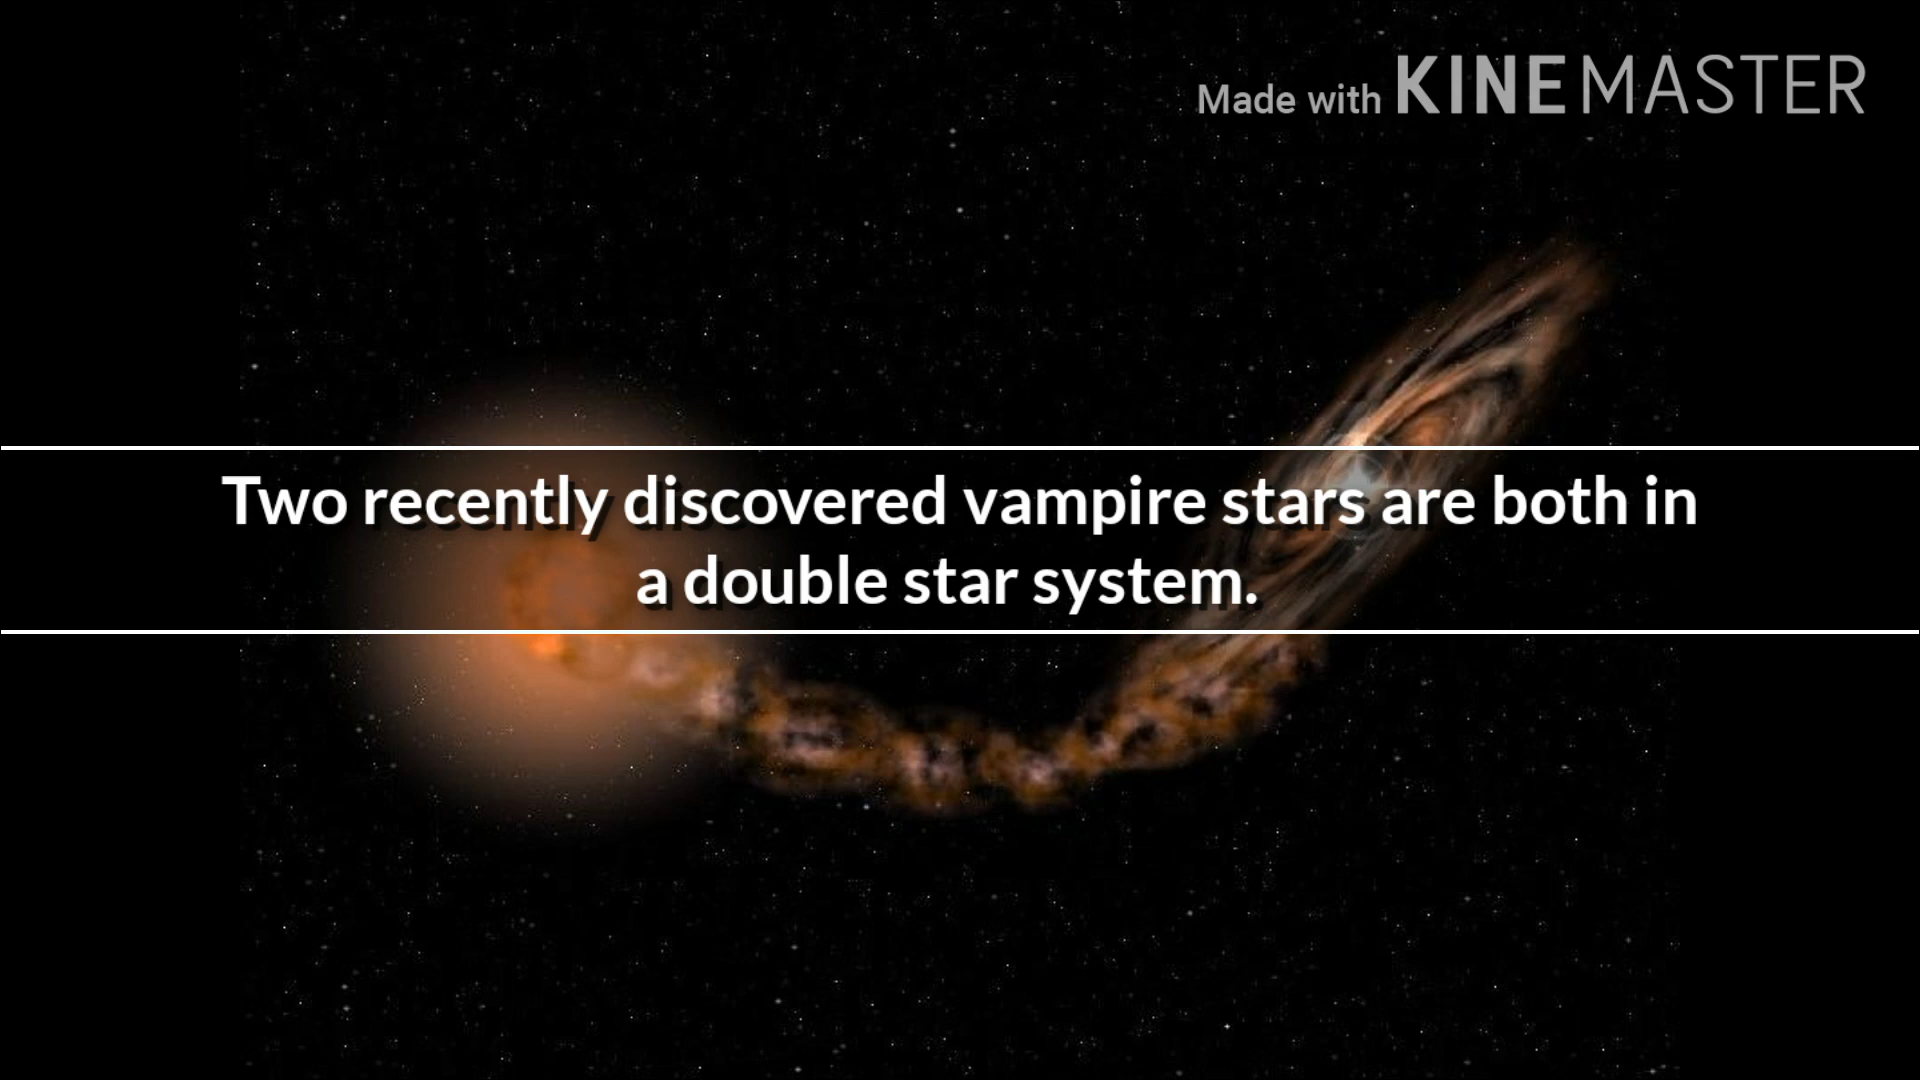 Made with KINEMASTER
Two recently discovered vampire stars are both in
a double star system.